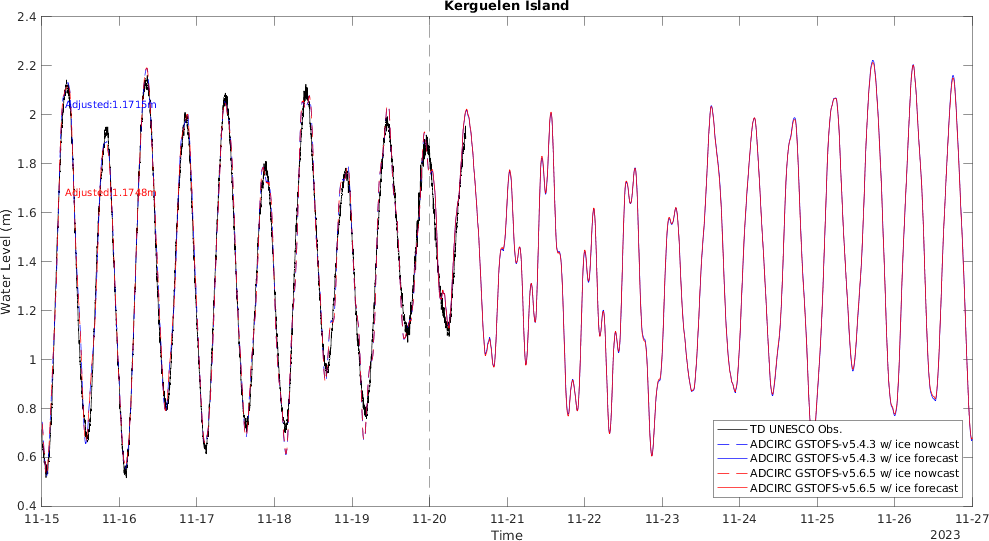 Kerguelen Island
2.4
2.2
2
1.8
1.6
1.4
1.2
1
0.8
0.6
0.4
Water Level (m)
Adjusted:1.1715m
Adjusted:1.1748m
TD UNESCO Obs.
ADCIRC GSTOFS-v5.4.3 w/ ice nowcast
ADCIRC GSTOFS-v5.4.3 w/ ice forecast
ADCIRC GSTOFS-v5.6.5 w/ ice nowcast
ADCIRC GSTOFS-v5.6.5 w/ ice forecast
11-15 11-16 11-17 11-18 11-19 11-20 11-21 11-22 11-23 11-24 11-25 11-26 11-27
Time 2023